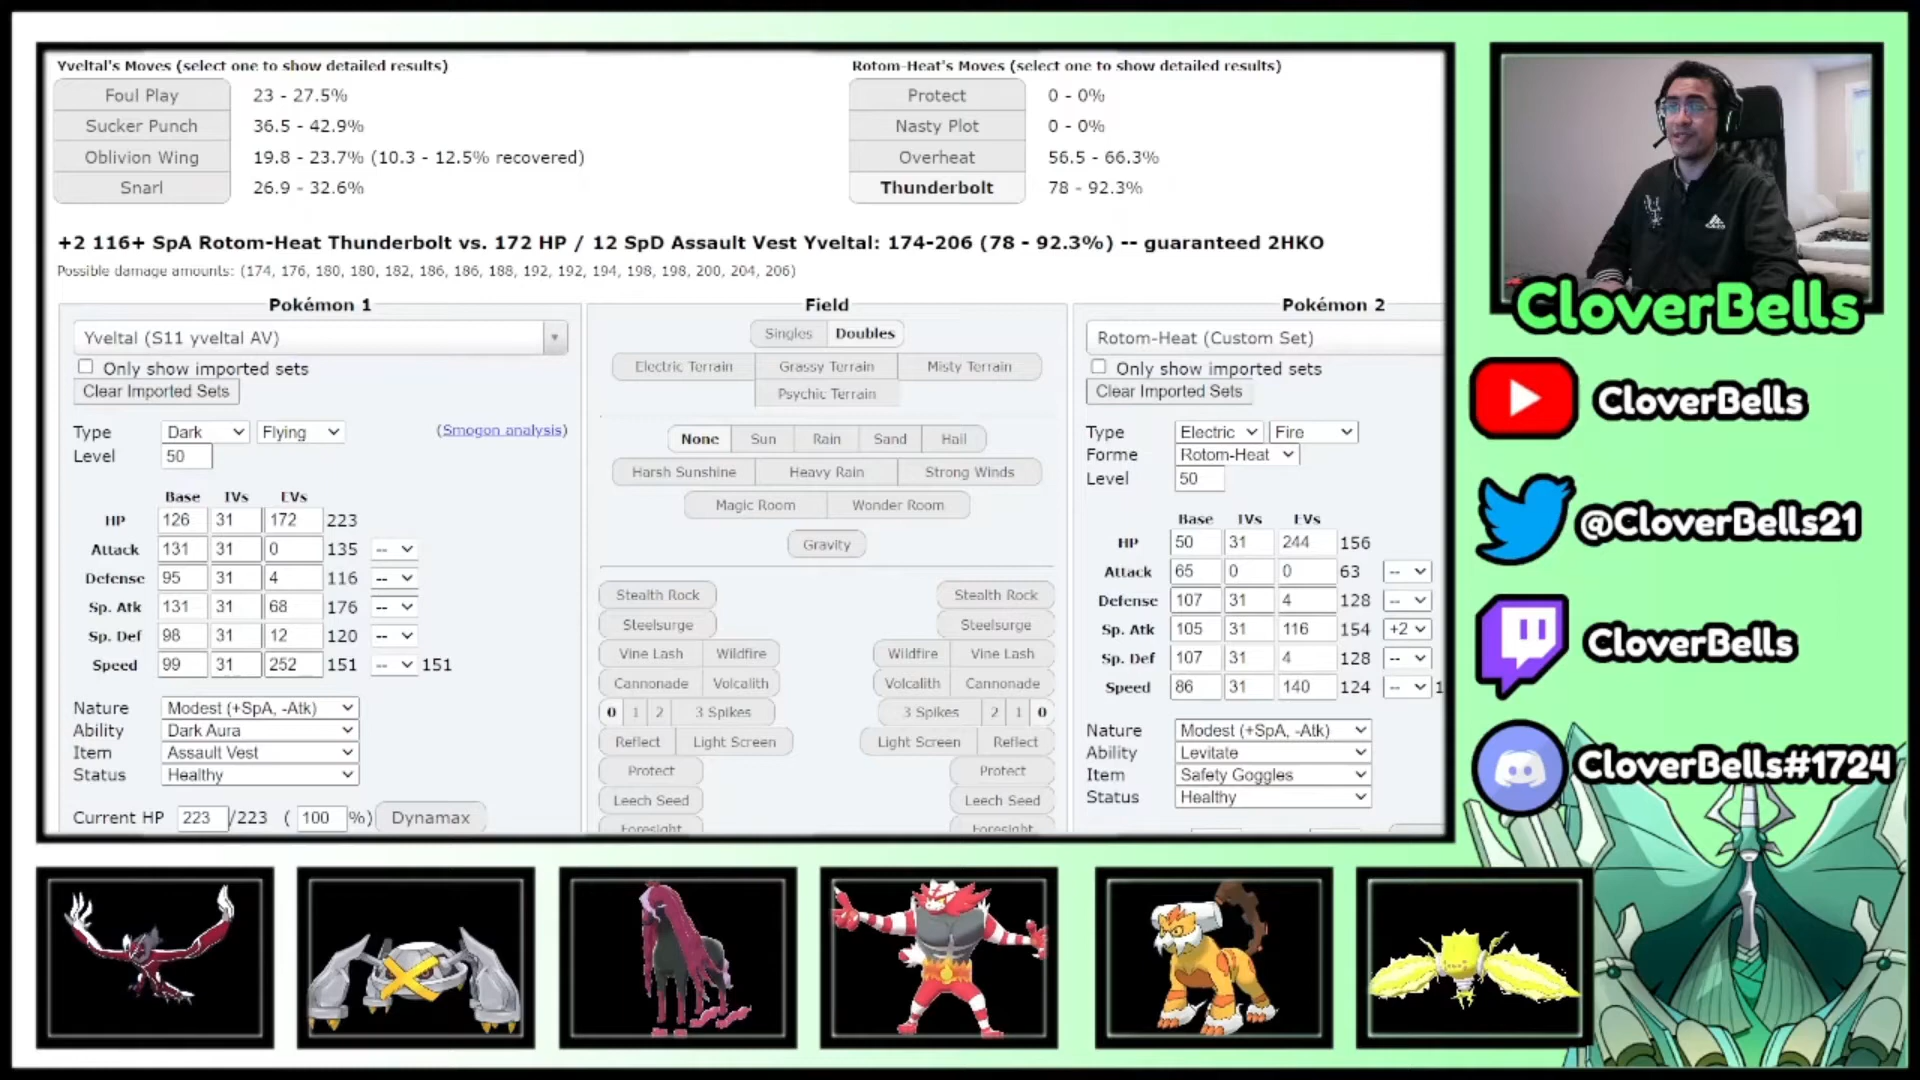 Yveltal's Moves (select one to show detailed results)
Foul Play 23 - 27.5%
Sucker Punch 36.5 - 42.9%
Oblivion Wing 19.8 - 23.7% (10.3 - 12.5% recovered)
Snarl 26.9 - 32.6%
Rotom-Heat's Moves (select one to show detailed results)
Protect 0 - 0%
Nasty Plot 0 - 0%
Overheat 56.5 - 66.3%
Thunderbolt 78 - 92.3%
+2 116+ SpA Rotom-Heat Thunderbolt vs. 172 HP / 12 SpD Assault Vest Yveltal: 174-206 (78 - 92.3%) -- guaranteed 2HKO
Possible damage amounts: (174, 176, 180, 180, 182, 186, 186, 188, 192, 192, 194, 198, 198, 200, 204, 206)
Pokémon 1
Yveltal (S11 yveltal AV)
Only show imported sets
Clear Imported Sets
Type Dark Flying (Smogon analysis)
Level 50
Base IVs EVs
HP 126 31 172 223
Attack 131 31 0 135 --
Defense 95 31 4 116 --
Sp. Atk 131 31 68 176 --
Sp. Def 98 31 12 120 --
Speed 99 31 252 151 -- 151
Nature Modest (+SpA, -Atk)
Ability Dark Aura
Item Assault Vest
Status Healthy
Current HP 223 /223 ( 100 %) Dynamax
Field
Singles Doubles
Electric Terrain Grassy Terrain Misty Terrain
Psychic Terrain
None Sun Rain Sand Hail
Harsh Sunshine Heavy Rain Strong Winds
Magic Room Wonder Room
Gravity
Stealth Rock Stealth Rock
Steelsurge Steelsurge
Vine Lash Wildfire Wildfire Vine Lash
Cannonade Volcalith Volcalith Cannonade
0 1 2 3 Spikes 3 Spikes 2 1 0
Reflect Light Screen Light Screen Reflect
Protect Protect
Leech Seed Leech Seed
Foresight Foresight
Pokémon 2
Rotom-Heat (Custom Set)
Only show imported sets
Clear Imported Sets
Type Electric Fire
Forme Rotom-Heat
Level 50
Base IVs EVs
HP 50 31 244 156
Attack 65 0 0 63 --
Defense 107 31 4 128 --
Sp. Atk 105 31 116 154 +2
Sp. Def 107 31 4 128 --
Speed 86 31 140 124 -- 1
Nature Modest (+SpA, -Atk)
Ability Levitate
Item Safety Goggles
Status Healthy
CloverBells
CloverBells
@CloverBells21
CloverBells
CloverBells#1724